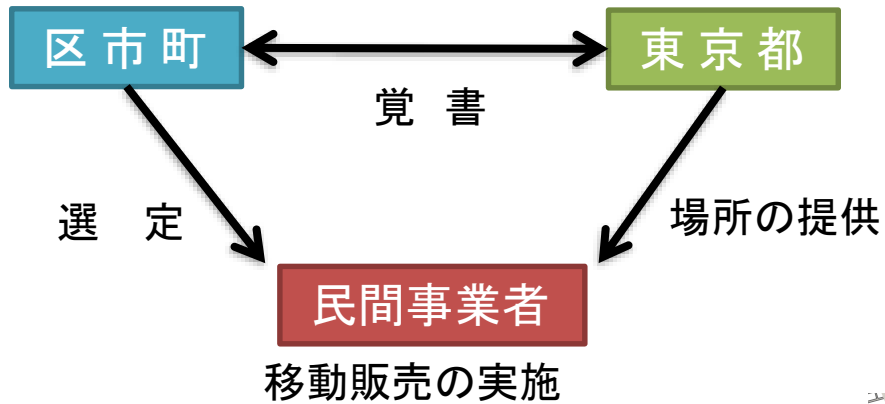 区市町
東京都
覚書
選定
場所の提供
民間事業者
移動販売の実施